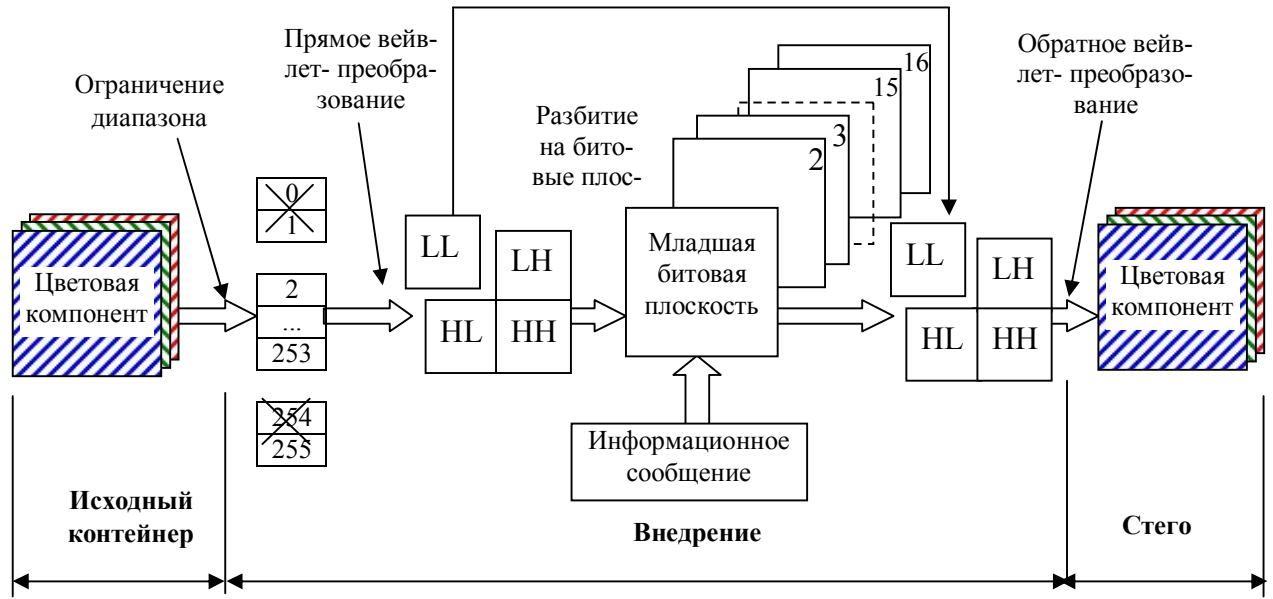 Ограничение
диапазона
Прямое вейв-
лет- преобра-
зование
Разбитие
на бито-
вые плос-
16
15
3
2
Обратное вейв-
лет- преобразо-
вание
Цветовая
компонент
0
1
2
...
253
254
255
LL
LH
HL
HH
Младшая
битовая
плоскость
Информационное
сообщение
LL
LH
HL
HH
Цветовая
компонент
Исходный
контейнер
Внедрение
Стего